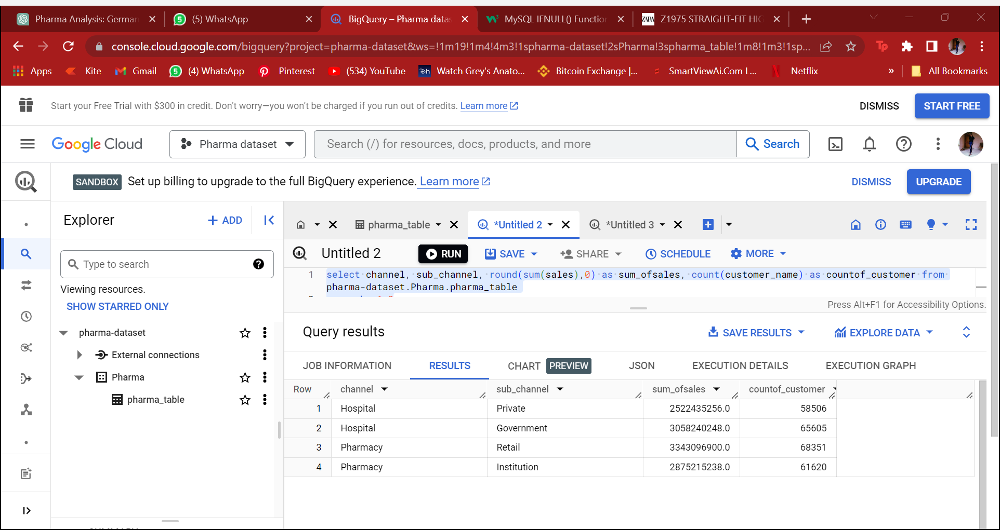 Pharma Analysis: German
(5) WhatsApp
BigQuery – Pharma datas
MySQL IFNULL() Function
ZARA
Z1975 STRAIGHT-FIT HIG
console.cloud.google.com/bigquery?project=pharma-dataset&ws=!1m19!1m4!4m3!1spharma-dataset!2sPharma!3spharma_table!1m8!1m3!1sp...
Apps
Kite
Gmail
(4) WhatsApp
Pinterest
(534) YouTube
Watch Grey's Anato...
Bitcoin Exchange |...
SmartViewAi.Com L...
Netflix
»
All Bookmarks
Start your Free Trial with $300 in credit. Don't worry—you won't be charged if you run out of credits. Learn more
DISMISS
START FREE
Google Cloud
Pharma dataset
Search (/) for resources, docs, products, and more
Search
SANDBOX Set up billing to upgrade to the full BigQuery experience. Learn more
DISMISS
UPGRADE
Explorer
+ ADD
Type to search
Viewing resources.
SHOW STARRED ONLY
pharma-dataset
External connections
Pharma
pharma_table
pharma_table
*Untitled 2
*Untitled 3
Untitled 2
RUN
SAVE
SHARE
SCHEDULE
MORE
1 select channel, sub_channel, round(sum(sales),0) as sum_ofsales, count(customer_name) as countof_customer from
pharma-dataset.Pharma.pharma_table
Press Alt+F1 for Accessibility Options.
Query results
SAVE RESULTS
EXPLORE DATA
JOB INFORMATION
RESULTS
CHART PREVIEW
JSON
EXECUTION DETAILS
EXECUTION GRAPH
Row channel sub_channel sum_ofsales countof_customer
1 Hospital Private 2522435256.0 58506
2 Hospital Government 3058240248.0 65605
3 Pharmacy Retail 3343096900.0 68351
4 Pharmacy Institution 2875215238.0 61620